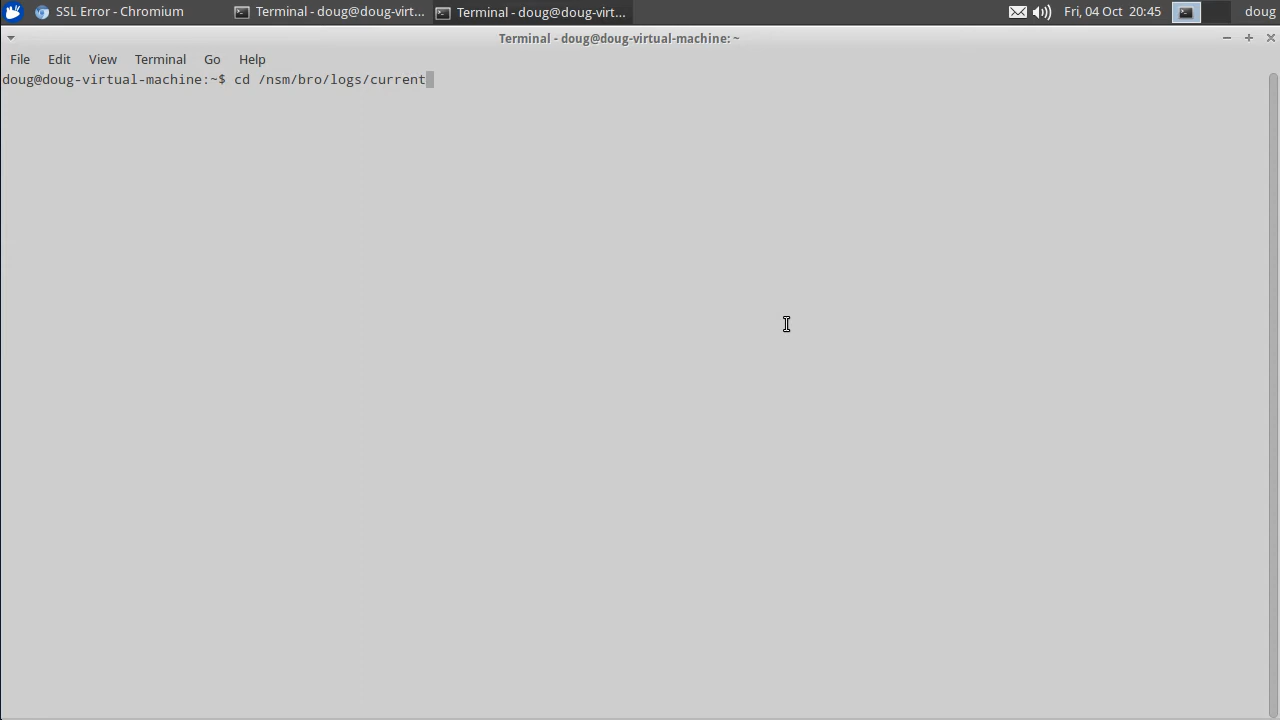 SSL Error - Chromium
Terminal - doug@doug-virt...
Terminal - doug@doug-virt...
Fri, 04 Oct 20:45
doug
Terminal - doug@doug-virtual-machine: ~
File Edit View Terminal Go Help
doug@doug-virtual-machine:~$ cd /nsm/bro/logs/current